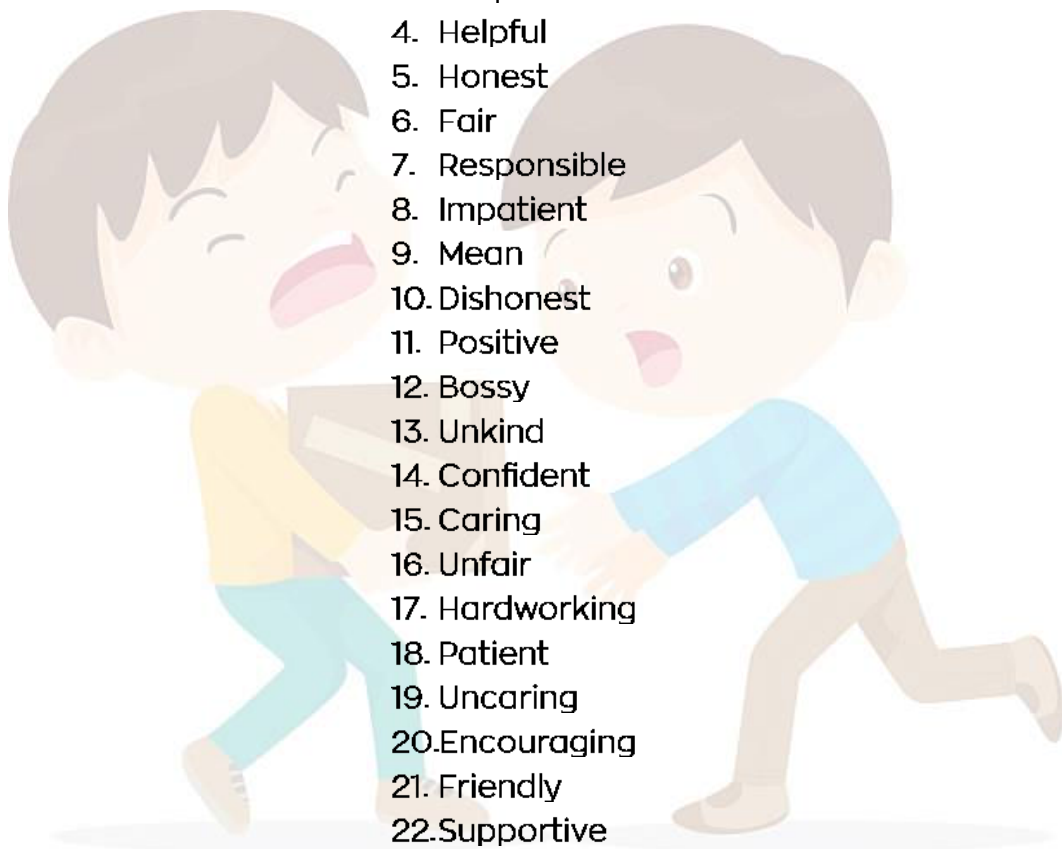 4. Helpful
5. Honest
6. Fair
7. Responsible
8. Impatient
9. Mean
10. Dishonest
11. Positive
12. Bossy
13. Unkind
14. Confident
15. Caring
16. Unfair
17. Hardworking
18. Patient
19. Uncaring
20.Encouraging
21. Friendly
22.Supportive